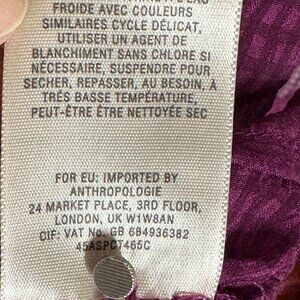 FROIDE AVEC COULEURS
SIMILAIRES CYCLE DÉLICAT,
UTILISER UN AGENT DE
BLANCHIMENT SANS CHLORE SI
NÉCESSAIRE, SUSPENDRE POUR
SECHER, REPASSER, AU BESOIN, À
TRÈS BASSE TEMPÉRATURE,
PEUT-ÊTRE ÊTRE NETTOYÉE SEC
FOR EU: IMPORTED BY
ANTHROPOLOGIE
24 MARKET PLACE, 3RD FLOOR,
LONDON, UK W1W8AN
CIF: VAT No. GB 684936382
45ASPCT465C